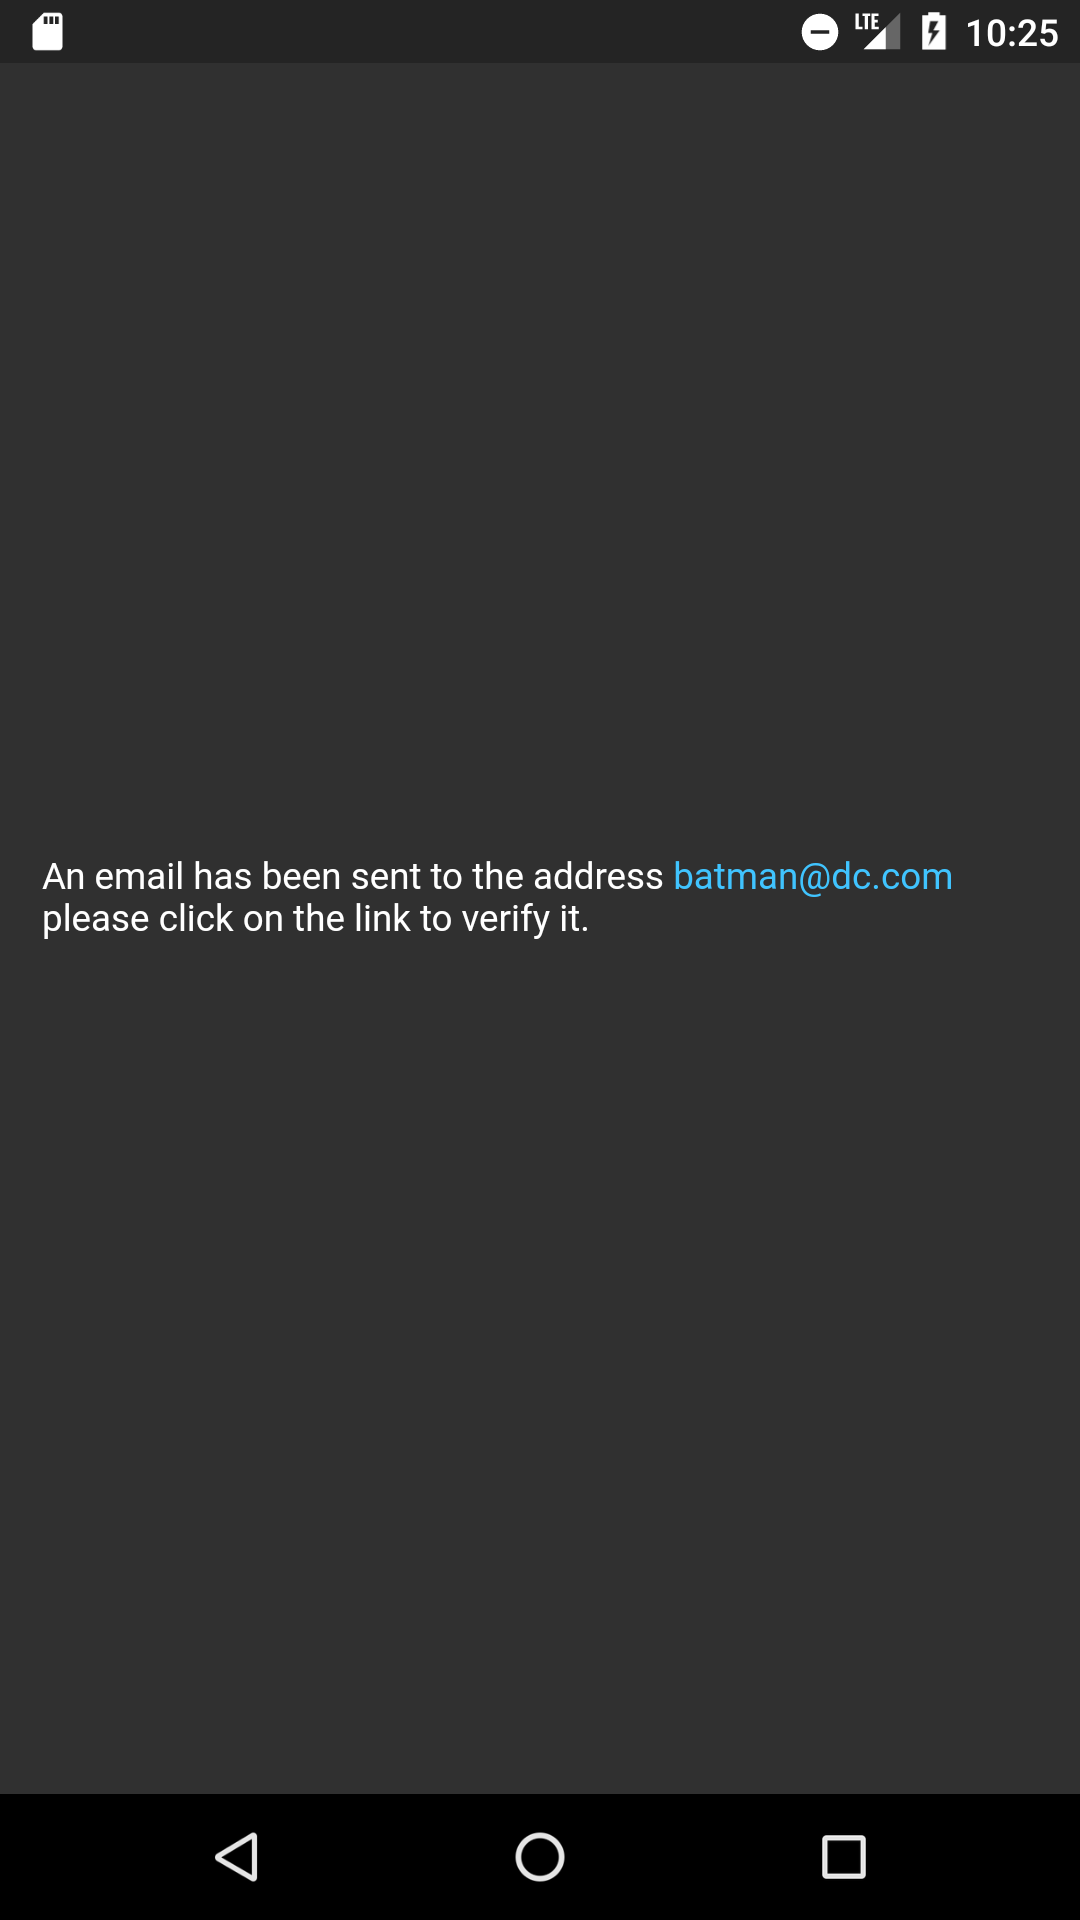 LTE 10:25
An email has been sent to the address batman@dc.com
please click on the link to verify it.